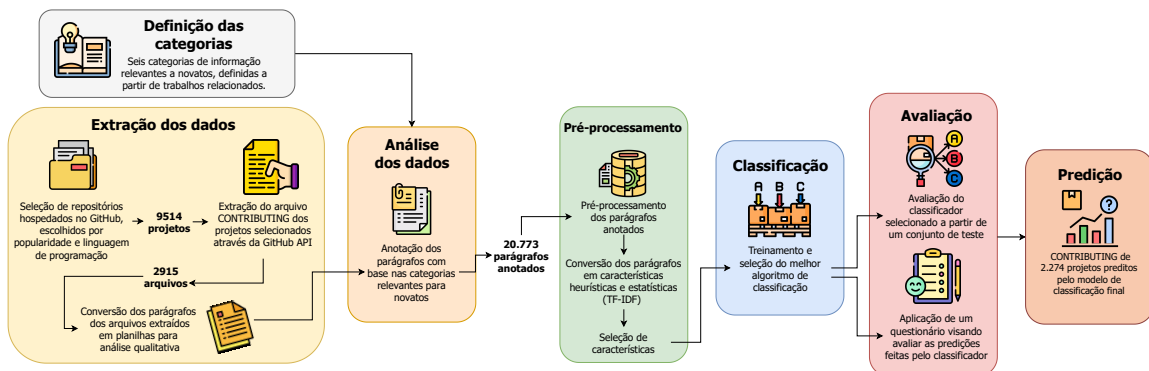 Definição das
categorias
Seis categorias de informação
relevantes a novatos, definidas a
partir de trabalhos relacionados.
Extração dos dados
Seleção de repositórios
hospedados no GitHub,
escolhidos por
popularidade e linguagem
de programação
9514
projetos
Extração do arquivo
CONTRIBUTING dos
projetos selecionados
através da GitHub API
2915
arquivos
Conversão dos parágrafos
dos arquivos extraídos
em planilhas para
análise qualitativa
Análise
dos dados
Anotação dos
parágrafos com
base nas categorias
relevantes para
novatos
20.773
parágrafos
anotados
Pré-processamento
Pré-processamento
dos parágrafos
anotados
Conversão dos parágrafos
em características
heurísticas e estatísticas
(TF-IDF)
Seleção de
características
Classificação
A B C
Treinamento e
seleção do melhor
algoritmo de
classificação
Avaliação
A
B
C
Avaliação do
classificador
selecionado a partir de
um conjunto de teste
Aplicação de um
questionário visando
avaliar as predições
feitas pelo classificador
Predição
?
CONTRIBUTING de
2.274 projetos preditos
pelo modelo de
classificação final